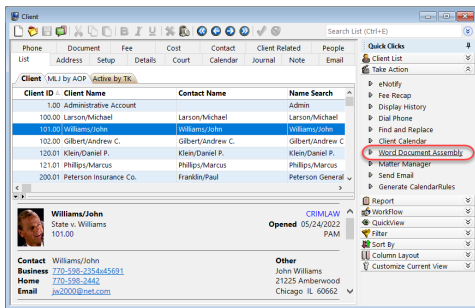 Client
Search List (Ctrl+E)
Phone Document Fee Cost Contact Client Related People
List Address Setup Details Court Calendar Journal Note Email
Client MLJ by AOP Active by TK
Client ID Client Name Contact Name Name Search
1.00 Administrative Account Admin
100.00 Larson/Michael Larson/Michael Larson/Michael
101.00 Williams/John Williams/John Williams/John
102.00 Gilbert/Andrew C. Gilbert/Andrew C. Gilbert/Andrew
120.01 Klein/Daniel P. Klein/Daniel P. Klein/Daniel P.
121.01 Phillips/Marcus Phillips/Marcus Phillips/Marcus
200.01 Peterson Insurance Co. Franklin/Paul Peterson General
Williams/John CRIMLAW
State v. Williams Opened 05/24/2022
101.00 PAM
Contact Williams/John Other
Business 770-598-2354x45691 John Williams
Home 770-598-2442 21225 Amberwood
Email jw2000@net.com Chicago IL 60662
Quick Clicks
Client List
Take Action
eNotify
Fee Recap
Display History
Dial Phone
Find and Replace
Client Calendar
Word Document Assembly
Matter Manager
Send Email
Generate CalendarRules
Report
WorkFlow
QuickView
Filter
Sort By
Column Layout
Customize Current View